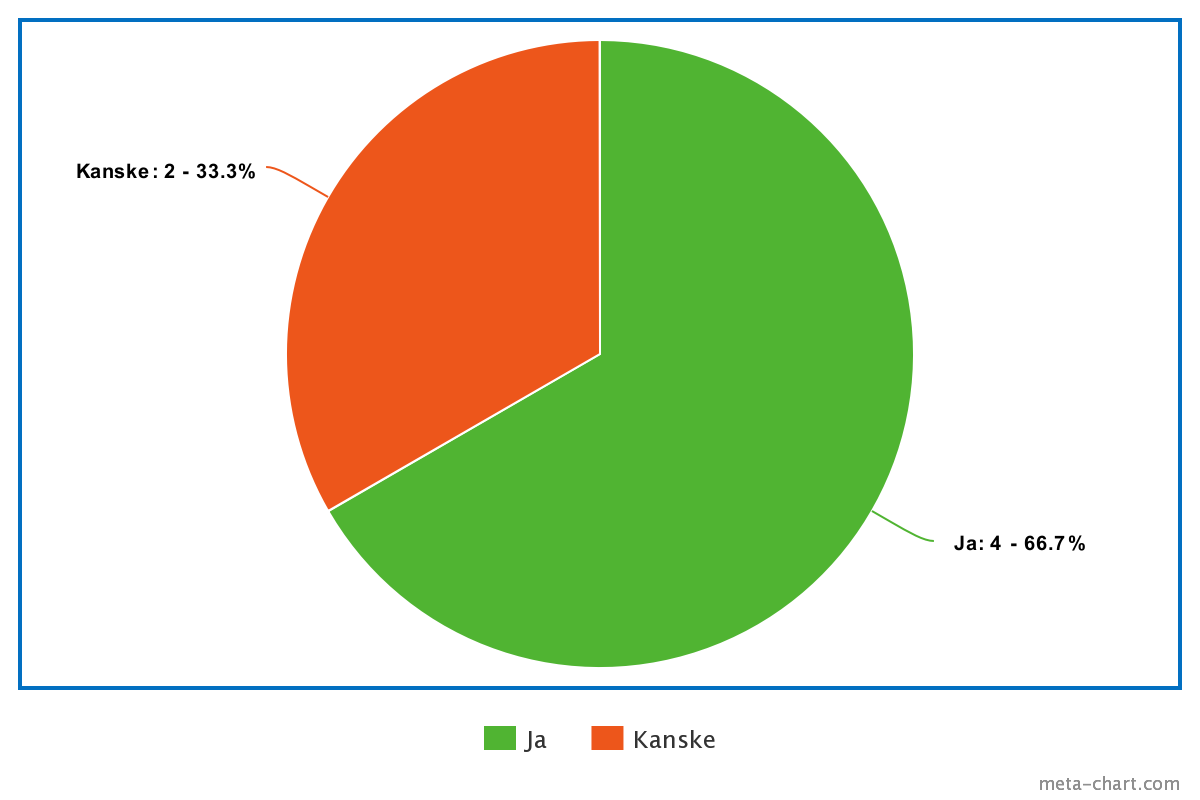 Kanske: 2 - 33.3%
Ja: 4 - 66.7%
Ja
Kanske
meta-chart.com